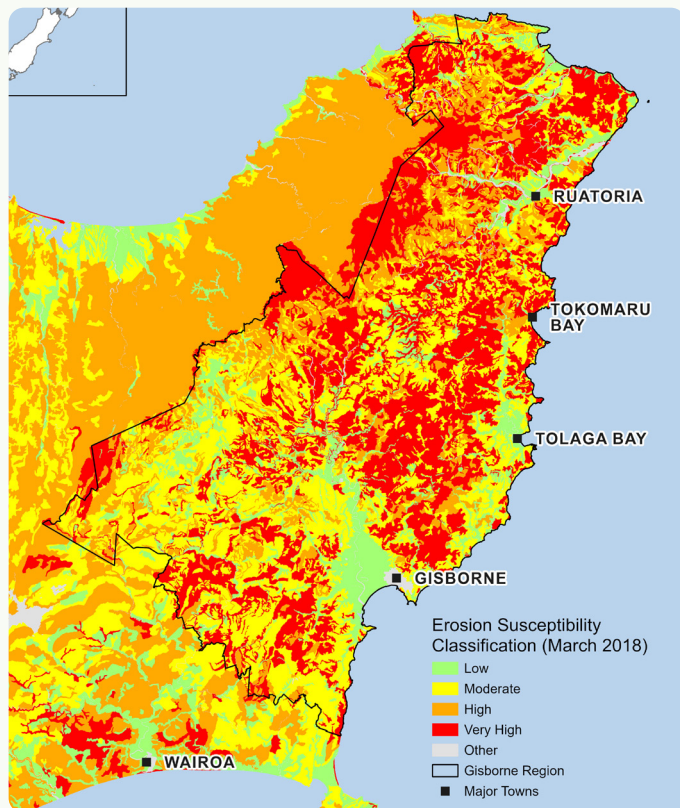 RUATORIA
TOKOMARU
BAY
TOLAGA BAY
GISBORNE
Erosion Susceptibility
Classification (March 2018)
Low
Moderate
High
Very High
Other
Gisborne Region
Major Towns
WAIROA